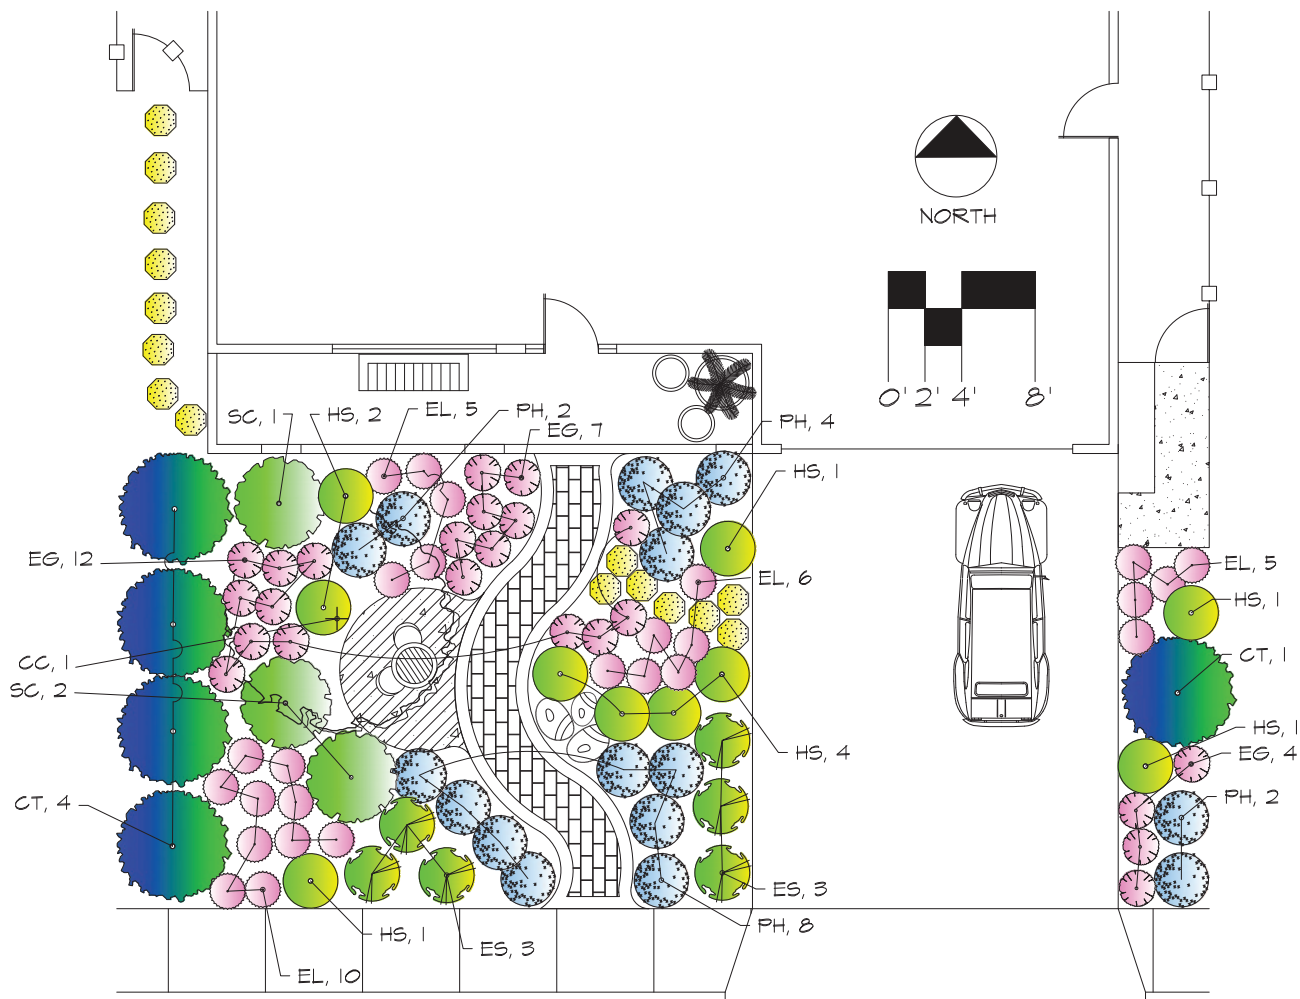 NORTH
0' 2' 4' 8'
SC, 1
HS, 2
EL, 5
PH, 2
EG, 7
PH, 4
HS, 1
EG, 12
EL, 6
EL, 5
HS, 1
CC, 1
SC, 2
CT, 1
HS, 1
HS, 4
EG, 4
CT, 4
PH, 2
ES, 3
PH, 8
HS, 1
ES, 3
EL, 10